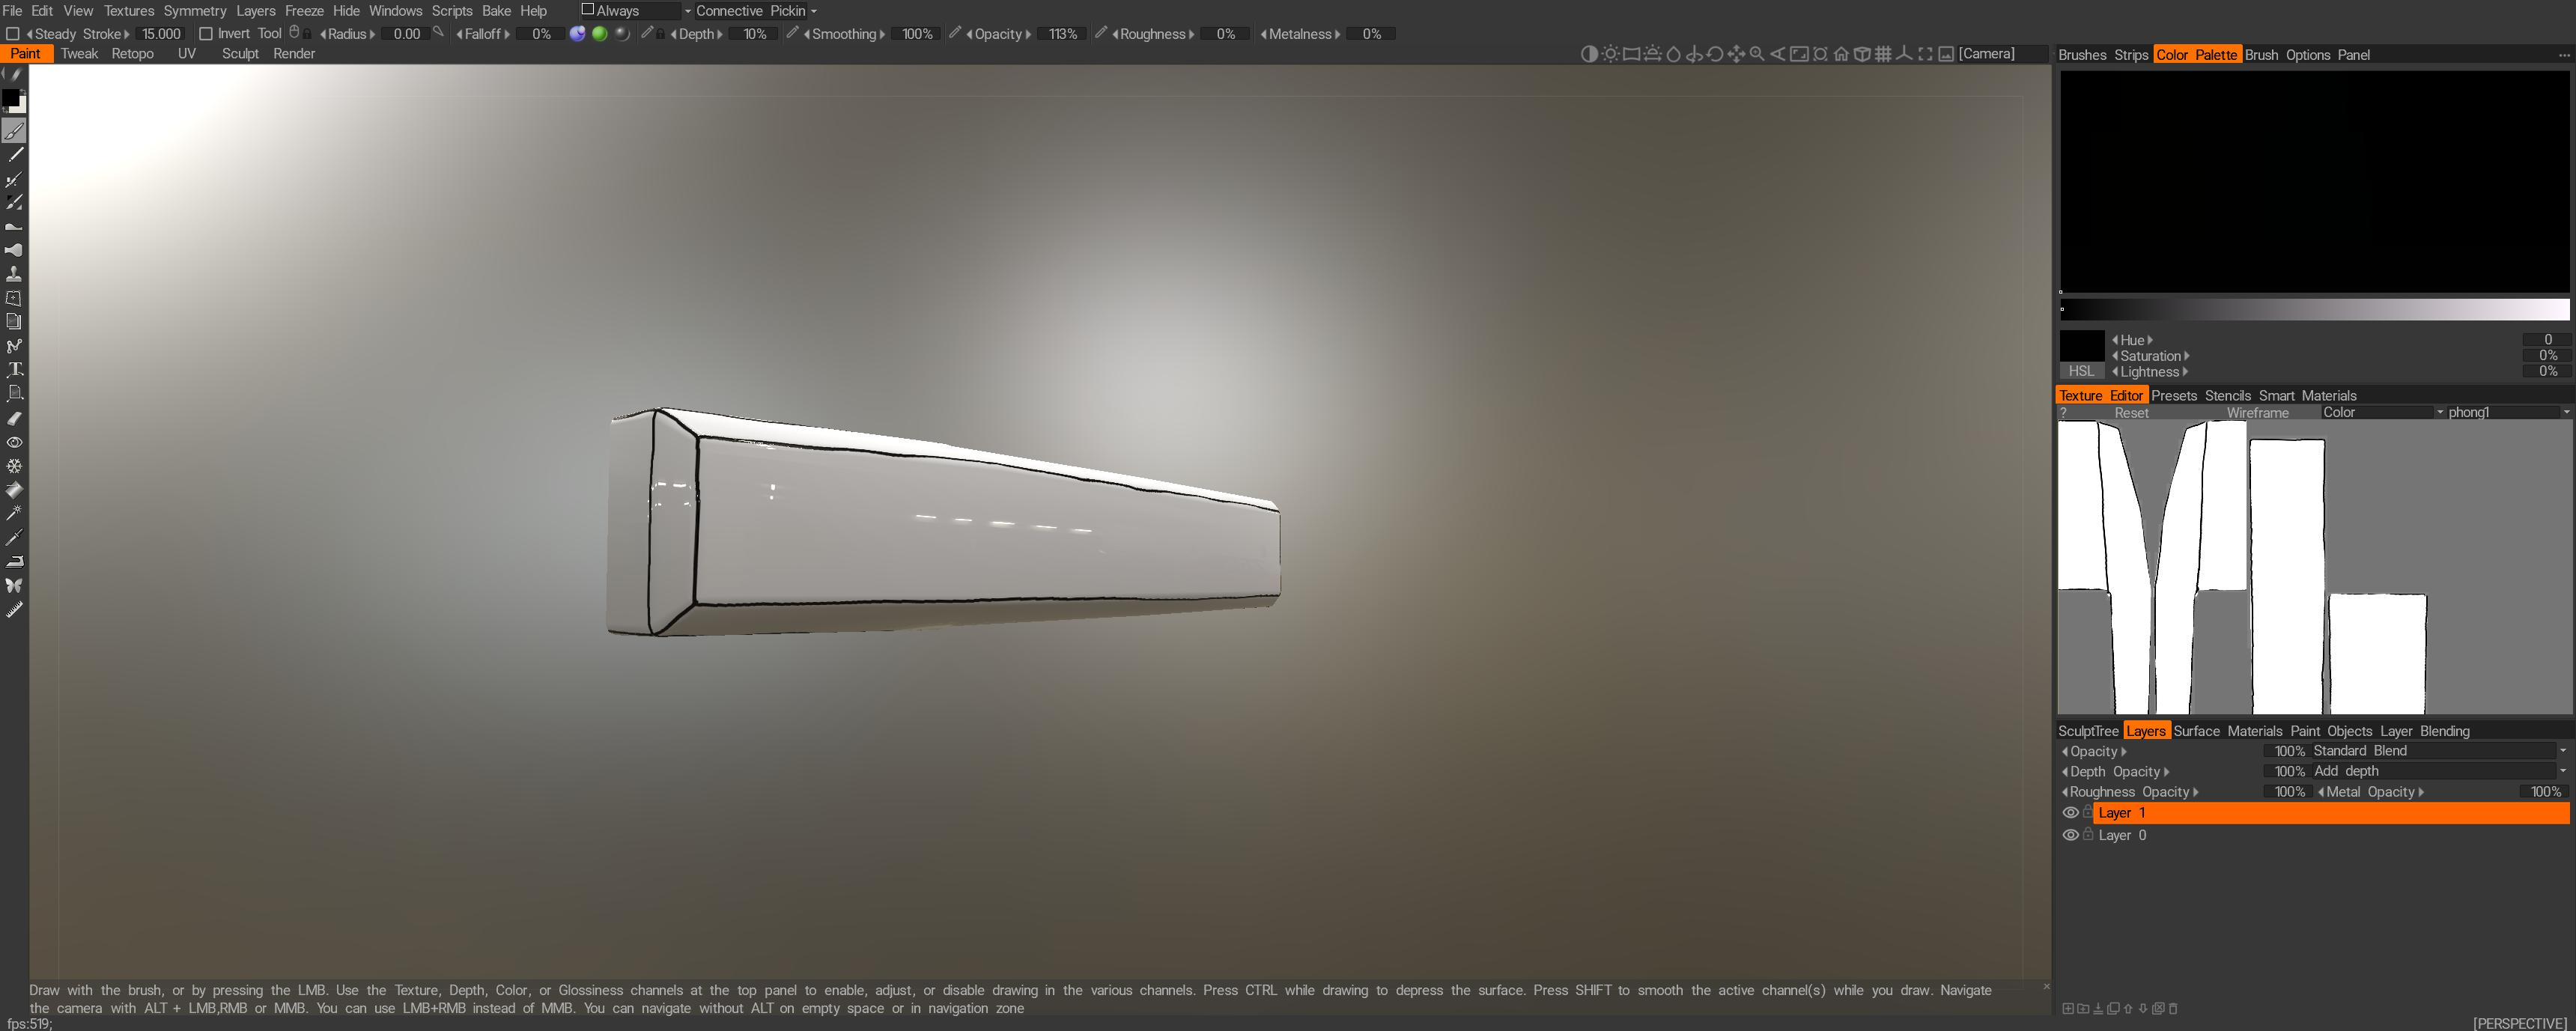 File Edit View Textures Symmetry Layers Freeze Hide Windows Scripts Bake Help Always Connective Pickin
Steady Stroke 15.000 Invert Tool Radius 0.00 Falloff 0% Depth 10% Smoothing 100% Opacity 113% Roughness 0% Metalness 0%
Paint Tweak Retopo UV Sculpt Render [Camera]
Brushes Strips Color Palette Brush Options Panel
Hue 0
Saturation 0%
HSL Lightness 0%
Texture Editor Presets Stencils Smart Materials
? Reset Wireframe Color phong1
SculptTree Layers Surface Materials Paint Objects Layer Blending
Opacity 100% Standard Blend
Depth Opacity 100% Add depth
Roughness Opacity 100% Metal Opacity 100%
Layer 1
Layer 0
Draw with the brush, or by pressing the LMB. Use the Texture, Depth, Color, or Glossiness channels at the top panel to enable, adjust, or disable drawing in the various channels. Press CTRL while drawing to depress the surface. Press SHIFT to smooth the active channel(s) while you draw. Navigate
the camera with ALT + LMB,RMB or MMB. You can use LMB+RMB instead of MMB. You can navigate without ALT on empty space or in navigation zone
fps:519;
[PERSPECTIVE]